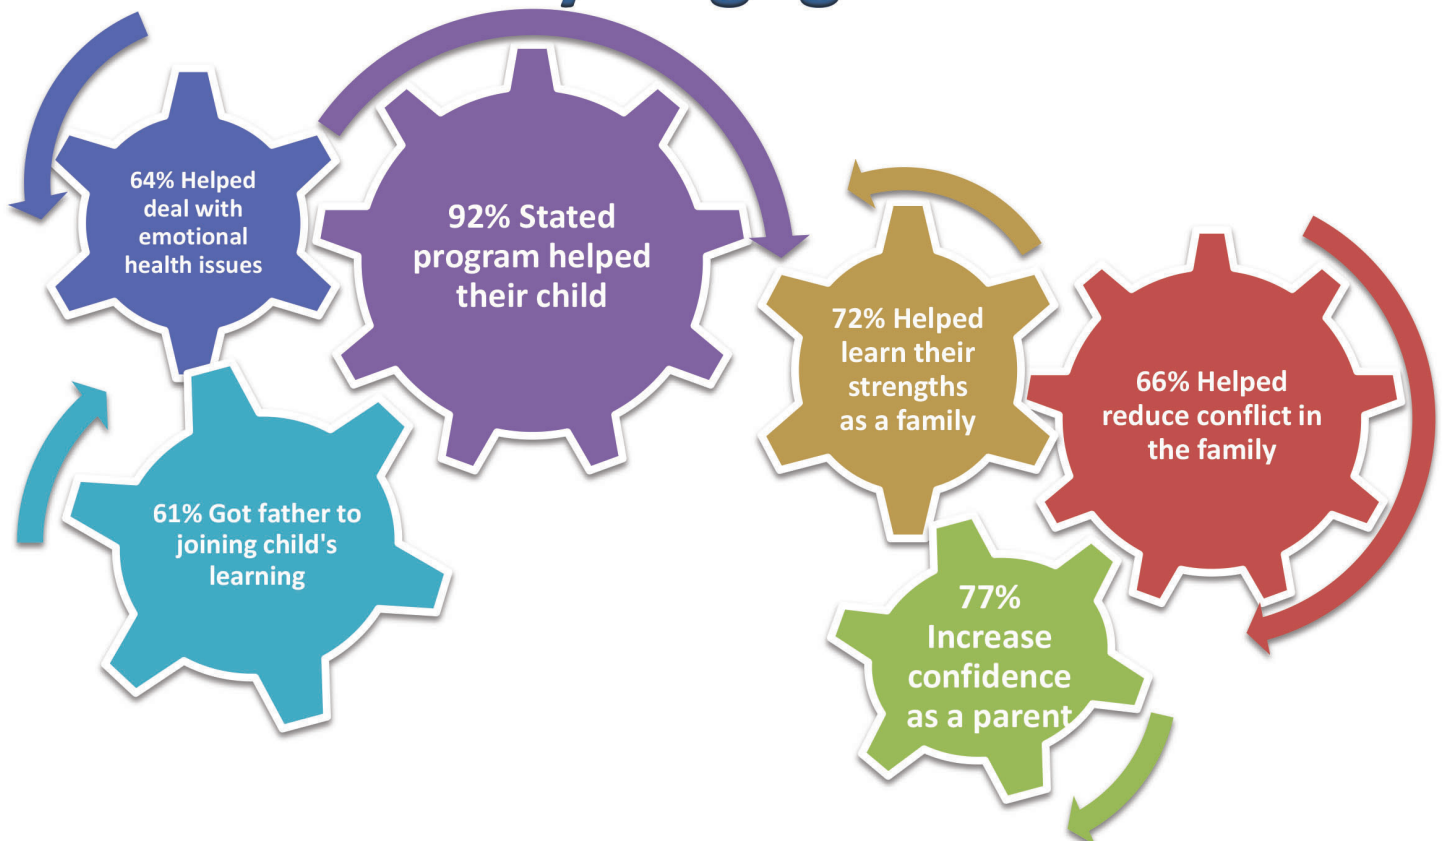 64% Helped
deal with
emotional
health issues
92% Stated
program helped
their child
72% Helped
learn their
strengths
as a family
66% Helped
reduce conflict in
the family
61% Got father to
joining child's
learning
77%
Increase
confidence
as a parent